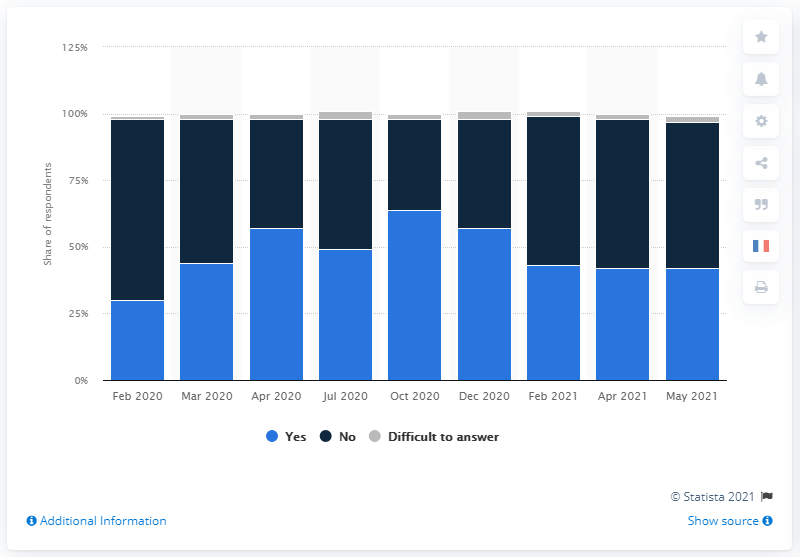 125%
100%
75%
50%
25%
0%
Share of respondents
Feb 2020 Mar 2020 Apr 2020 Jul 2020 Oct 2020 Dec 2020 Feb 2021 Apr 2021 May 2021
Yes No Difficult to answer
© Statista 2021
Additional Information Show source